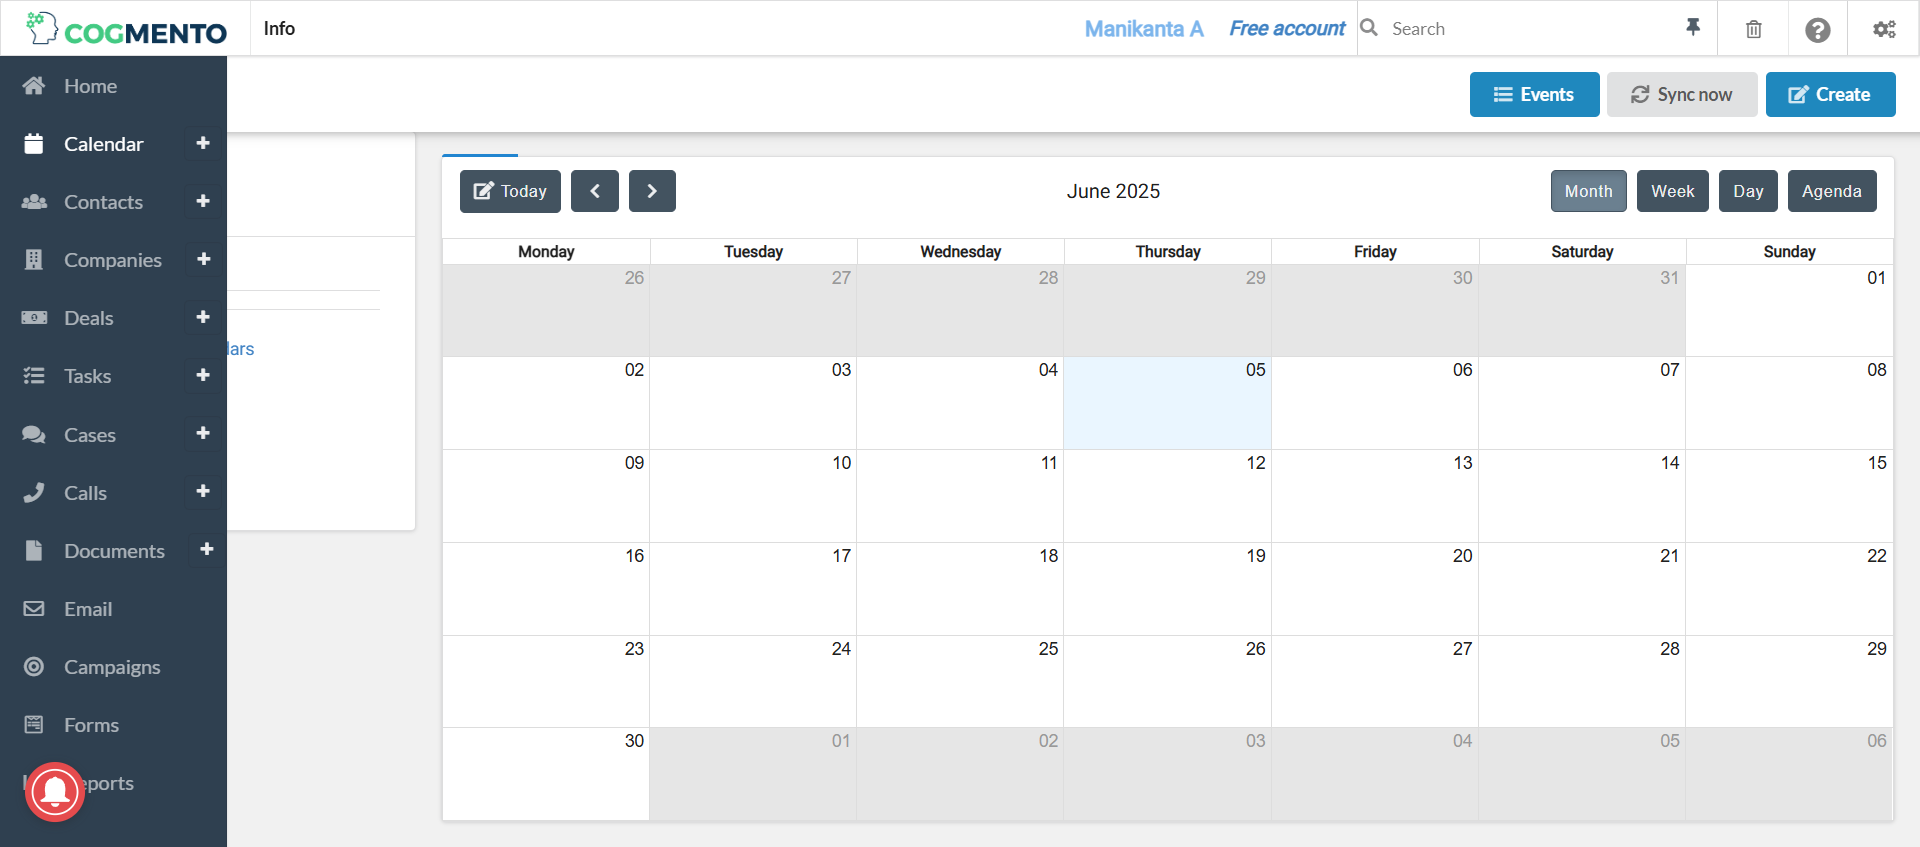 COGMENTO
Info
Manikanta A
Free account
Search
Home
Calendar
Contacts
Companies
Deals
Tasks
Cases
Calls
Documents
Email
Campaigns
Forms
eports
Events
Sync now
Create
lars
Today
June 2025
Month
Week
Day
Agenda
Monday Tuesday Wednesday Thursday Friday Saturday Sunday
26 27 28 29 30 31 01
02 03 04 05 06 07 08
09 10 11 12 13 14 15
16 17 18 19 20 21 22
23 24 25 26 27 28 29
30 01 02 03 04 05 06